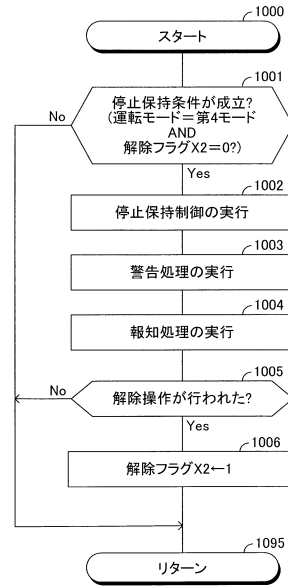 1000
スタート
1001
停止保持条件が成立?
(運転モード=第4モード
AND
解除フラグX2=0?)
No
Yes
1002
停止保持制御の実行
1003
警告処理の実行
1004
報知処理の実行
1005
No
解除操作が行われた?
Yes
1006
解除フラグX2←1
1095
リターン